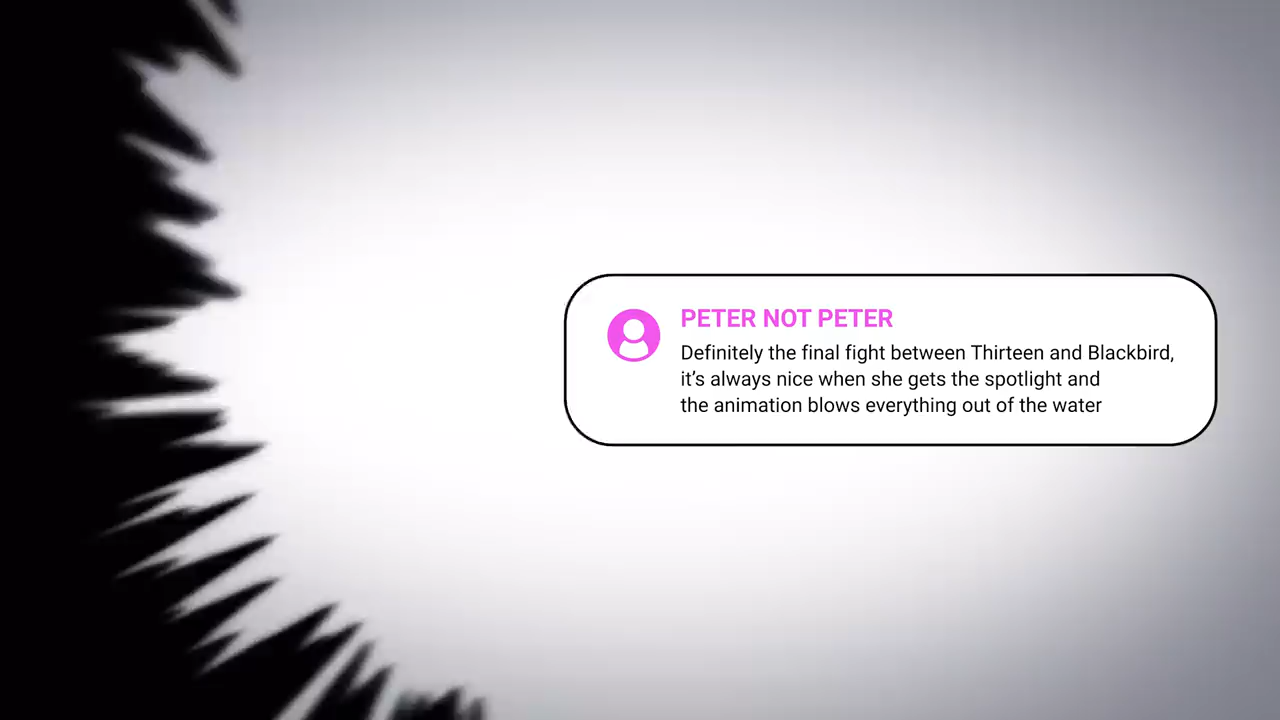 PETER NOT PETER
Definitely the final fight between Thirteen and Blackbird,
it’s always nice when she gets the spotlight and
the animation blows everything out of the water